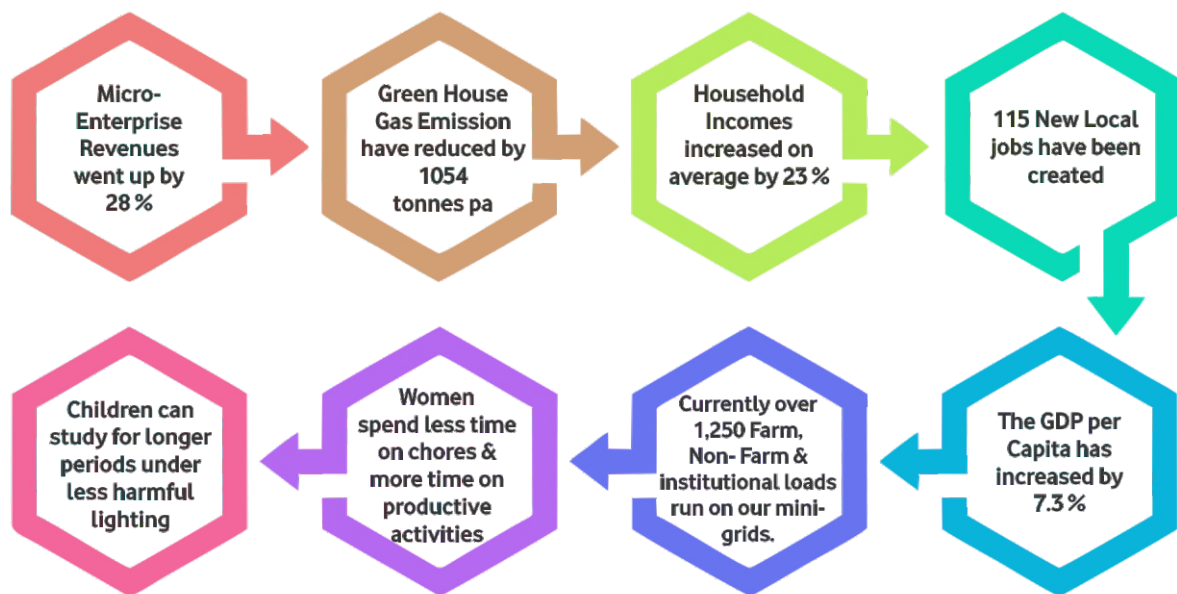 Micro-
Enterprise
Revenues
went up by
28 %
Green House
Gas Emission
have reduced by
1054
tonnes pa
Household
Incomes
increased on
average by 23 %
115 New Local
jobs have been
created
The GDP per
Capita has
increased by
7.3 %
Currently over
1,250 Farm,
Non- Farm &
institutional loads
run on our mini-
grids.
Women
spend less time
on chores &
more time on
productive
activities
Children can
study for longer
periods under
less harmful
lighting